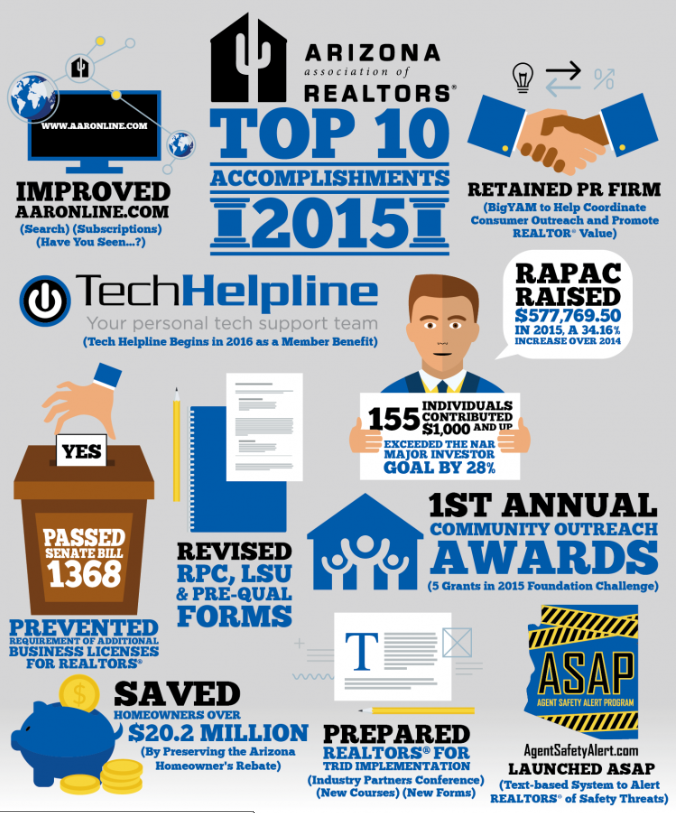 ARIZONA
association of
REALTORS®
TOP 10
ACCOMPLISHMENTS
2015
WWW.AARONLINE.COM
IMPROVED
AARONLINE.COM
(Search) (Subscriptions)
(Have You Seen...?)
%
RETAINED PR FIRM
(BigYAM to Help Coordinate
Consumer Outreach and Promote
REALTOR® Value)
TechHelpline
Your personal tech support team
(Tech Helpline Begins in 2016 as a Member Benefit)
RAPAC
RAISED
$577,769.50
IN 2015, A 34.16%
INCREASE OVER 2014
155 INDIVIDUALS
CONTRIBUTED
$1,000 AND UP
EXCEEDED THE NAR
MAJOR INVESTOR
GOAL BY 28%
YES
PASSED
SENATE BILL
1368
PREVENTED
REQUIREMENT OF ADDITIONAL
BUSINESS LICENSES
FOR REALTORS®
REVISED
RPC, LSU
& PRE-QUAL
FORMS
1ST ANNUAL
COMMUNITY OUTREACH
AWARDS
(5 Grants in 2015 Foundation Challenge)
$
SAVED
HOMEOWNERS OVER
$20.2 MILLION
(By Preserving the Arizona
Homeowner's Rebate)
T
PREPARED
REALTORS® FOR
TRID IMPLEMENTATION
(Industry Partners Conference)
(New Courses) (New Forms)
ASAP
AGENT SAFETY ALERT PROGRAM
AgentSafetyAlert.com
LAUNCHED ASAP
(Text-based System to Alert
REALTORS® of Safety Threats)